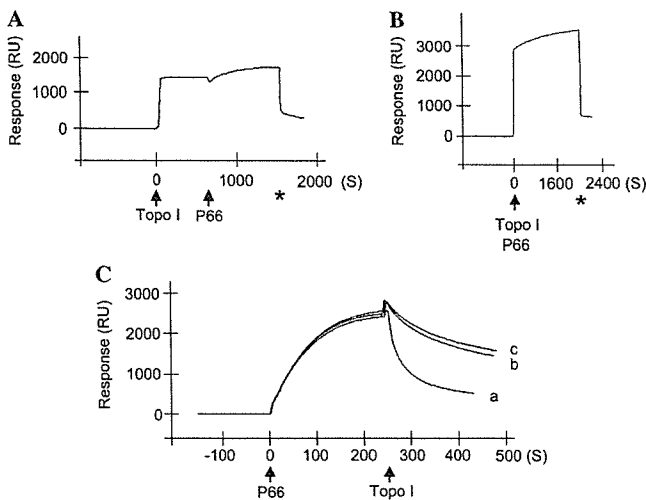 A
Response (RU)
2000
1000
0
0 1000 2000 (S)
Topo I P66 *
B
Response (RU)
3000
2000
1000
0
0 1600 2400 (S)
Topo I *
P66
C
Response (RU)
3000
2000
1000
0
c
b
a
-100 0 100 200 300 400 500 (S)
P66 Topo I